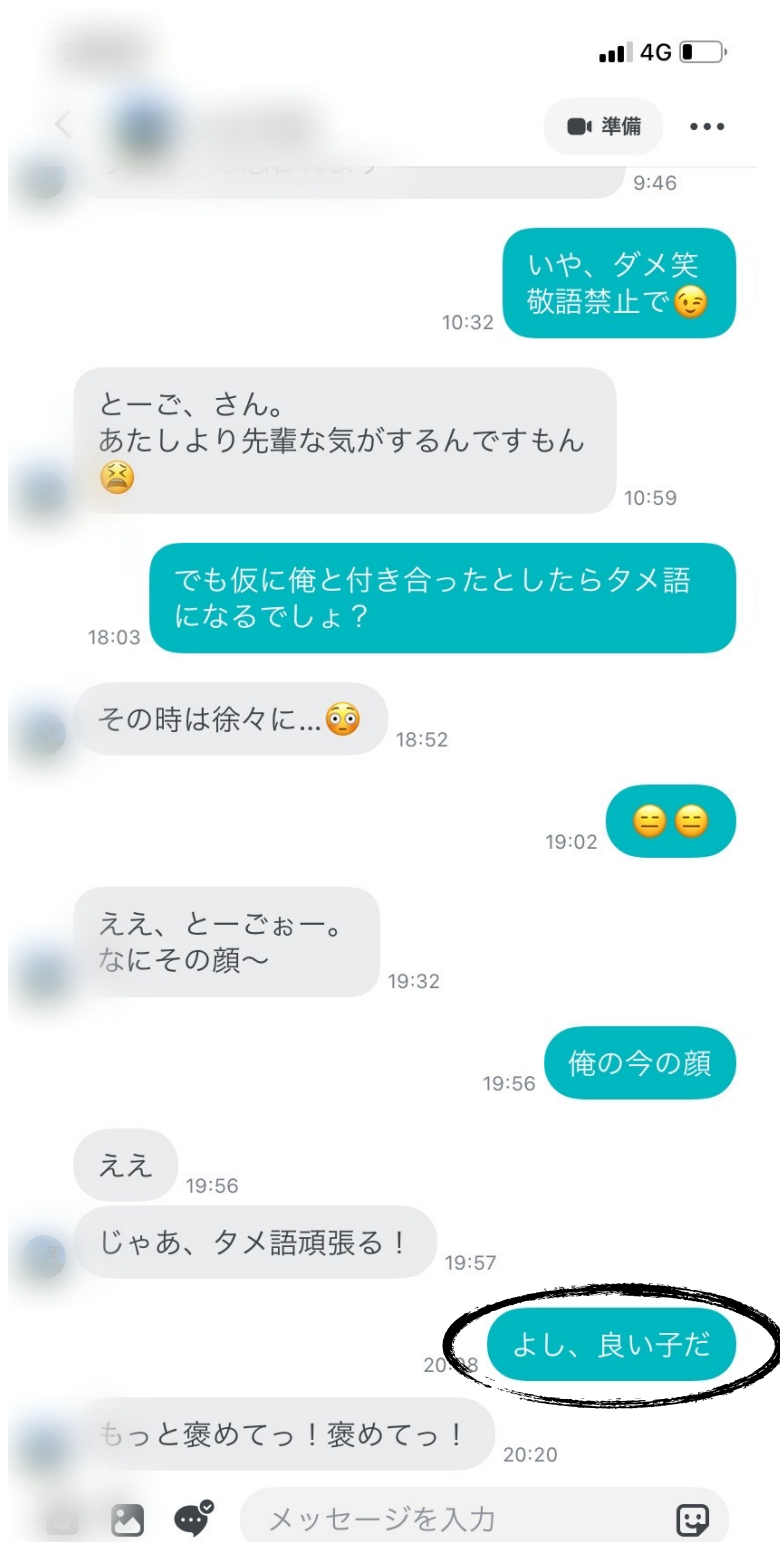 4G
準備
9:46
いや、ダメ笑
敬語禁止で😉
10:32
とーご、さん。
あたしより先輩な気がするんですもん
😫
10:59
でも仮に俺と付き合ったとしたらタメ語
になるでしょ？
18:03
その時は徐々に...😳
18:52
😑😑
19:02
ええ、とーごぉー。
なにその顔〜
19:32
俺の今の顔
19:56
ええ
19:56
じゃあ、タメ語頑張る！
19:57
よし、良い子だ
もっと褒めてっ！褒めてっ！
20:20
メッセージを入力